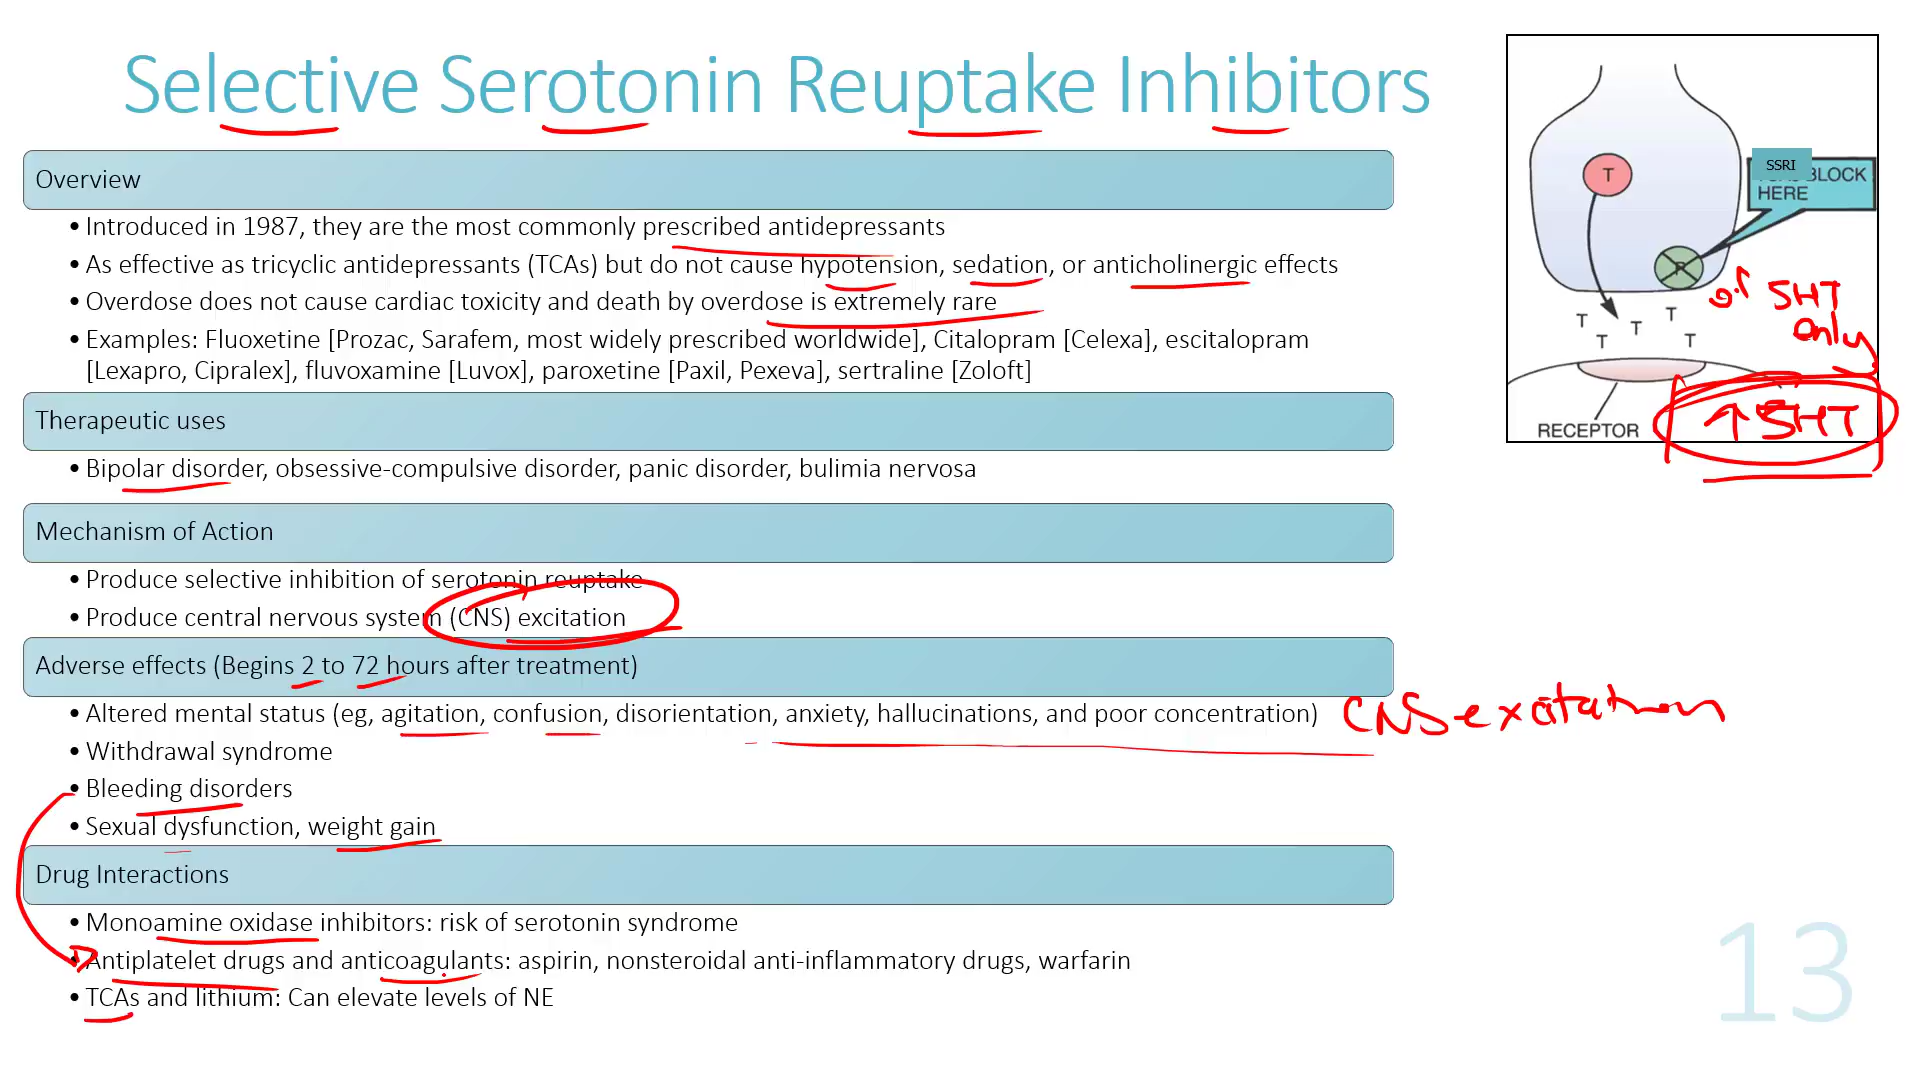 Selective Serotonin Reuptake Inhibitors
Overview
• Introduced in 1987, they are the most commonly prescribed antidepressants
• As effective as tricyclic antidepressants (TCAs) but do not cause hypotension, sedation, or anticholinergic effects
• Overdose does not cause cardiac toxicity and death by overdose is extremely rare
• Examples: Fluoxetine [Prozac, Sarafem, most widely prescribed worldwide], Citalopram [Celexa], escitalopram
[Lexapro, Cipralex], fluvoxamine [Luvox], paroxetine [Paxil, Pexeva], sertraline [Zoloft]
Therapeutic uses
• Bipolar disorder, obsessive-compulsive disorder, panic disorder, bulimia nervosa
Mechanism of Action
• Produce selective inhibition of serotonin reuptake
• Produce central nervous system (CNS) excitation
Adverse effects (Begins 2 to 72 hours after treatment)
• Altered mental status (eg, agitation, confusion, disorientation, anxiety, hallucinations, and poor concentration)
CNS excitation
• Withdrawal syndrome
• Bleeding disorders
• Sexual dysfunction, weight gain
Drug Interactions
• Monoamine oxidase inhibitors: risk of serotonin syndrome
• Antiplatelet drugs and anticoagulants: aspirin, nonsteroidal anti-inflammatory drugs, warfarin
• TCAs and lithium: Can elevate levels of NE
SSRI
BLOCK
HERE
T
R
of 5HT
only
T T T T
T T
RECEPTOR
↑ 5HT
13